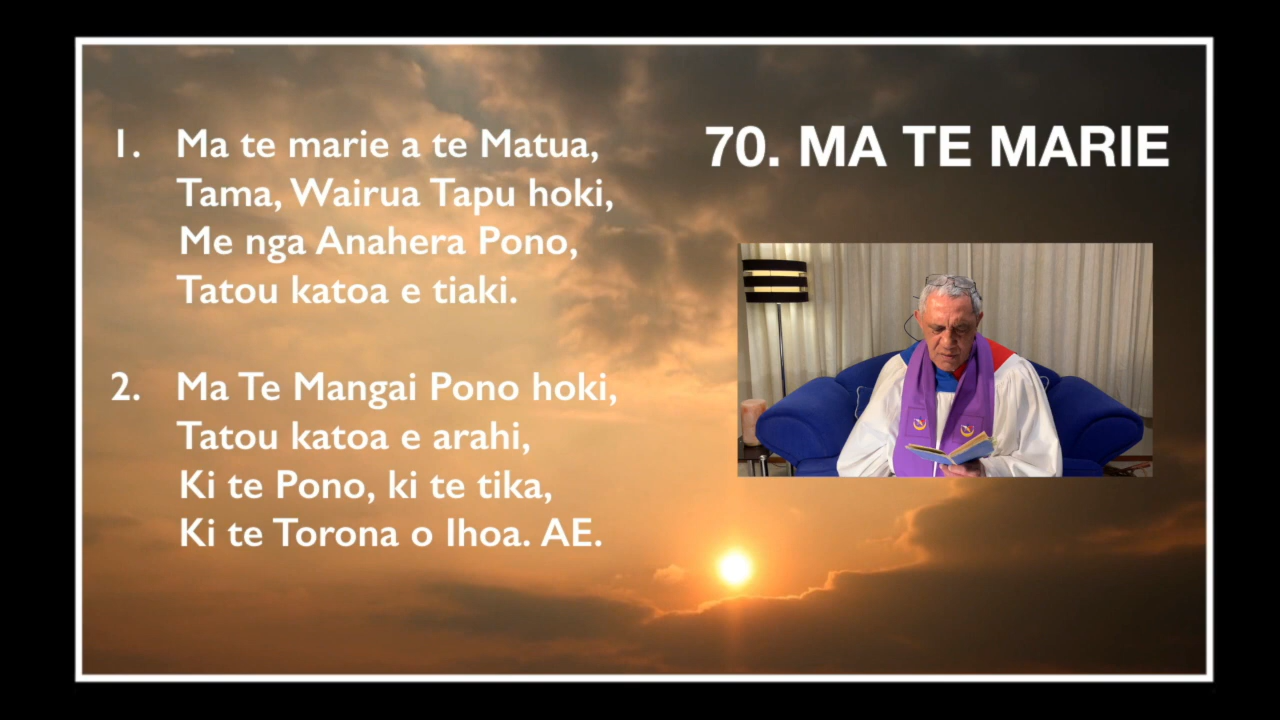 70. MA TE MARIE
1. Ma te marie a te Matua,
Tama, Wairua Tapu hoki,
Me nga Anahera Pono,
Tatou katoa e tiaki.
2. Ma Te Mangai Pono hoki,
Tatou katoa e arahi,
Ki te Pono, ki te tika,
Ki te Torona o Ihoa. AE.